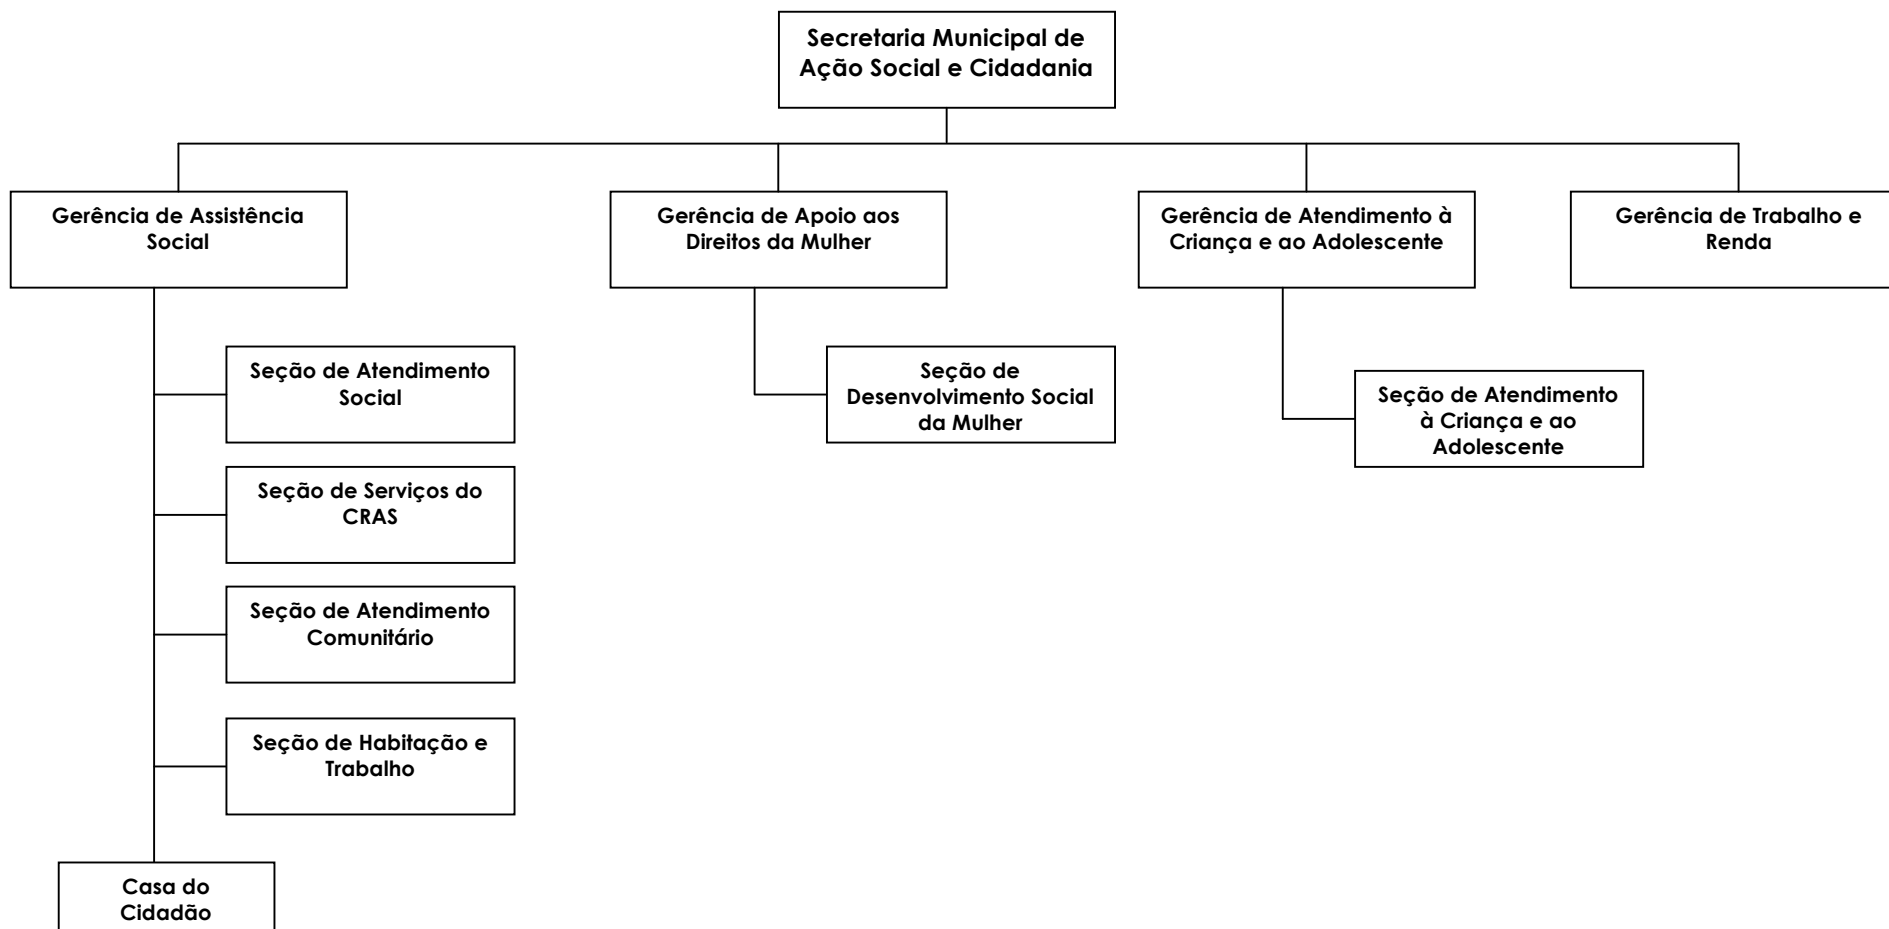 Secretaria Municipal de
Ação Social e Cidadania
Gerência de Assistência
Social
Gerência de Apoio aos
Direitos da Mulher
Gerência de Atendimento à
Criança e ao Adolescente
Gerência de Trabalho e
Renda
Seção de Atendimento
Social
Seção de Serviços do
CRAS
Seção de Atendimento
Comunitário
Seção de Habitação e
Trabalho
Casa do
Cidadão
Seção de
Desenvolvimento Social
da Mulher
Seção de Atendimento
à Criança e ao
Adolescente